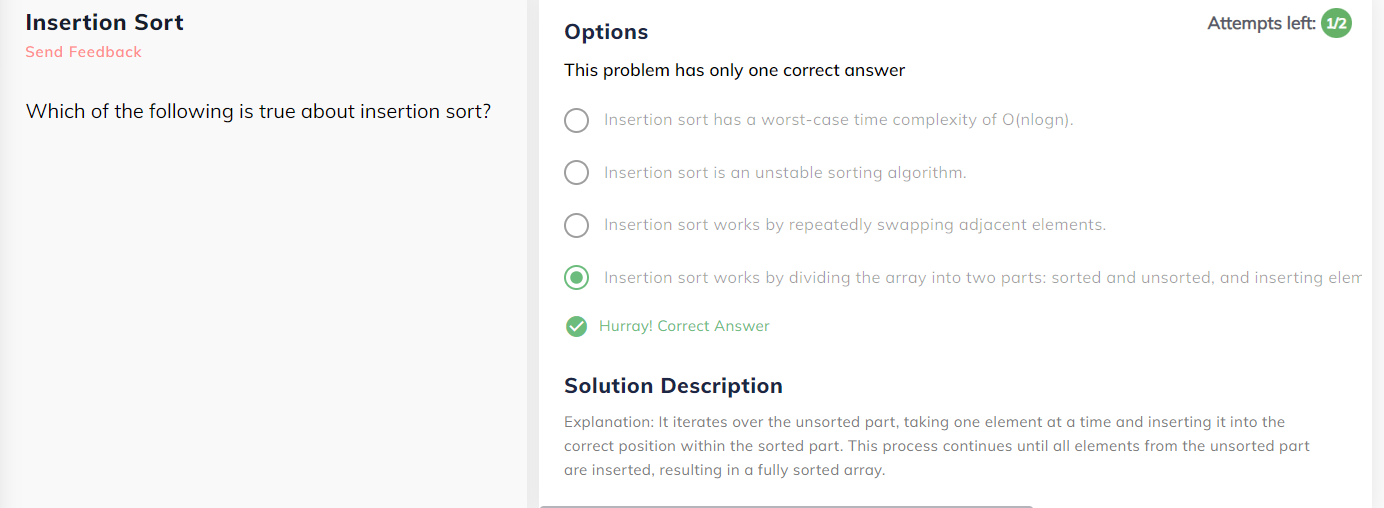 Insertion Sort
Send Feedback
Which of the following is true about insertion sort?
Options
Attempts left: 1/2
This problem has only one correct answer
Insertion sort has a worst-case time complexity of O(nlogn).
Insertion sort is an unstable sorting algorithm.
Insertion sort works by repeatedly swapping adjacent elements.
Insertion sort works by dividing the array into two parts: sorted and unsorted, and inserting elem
Hurray! Correct Answer
Solution Description
Explanation: It iterates over the unsorted part, taking one element at a time and inserting it into the
correct position within the sorted part. This process continues until all elements from the unsorted part
are inserted, resulting in a fully sorted array.